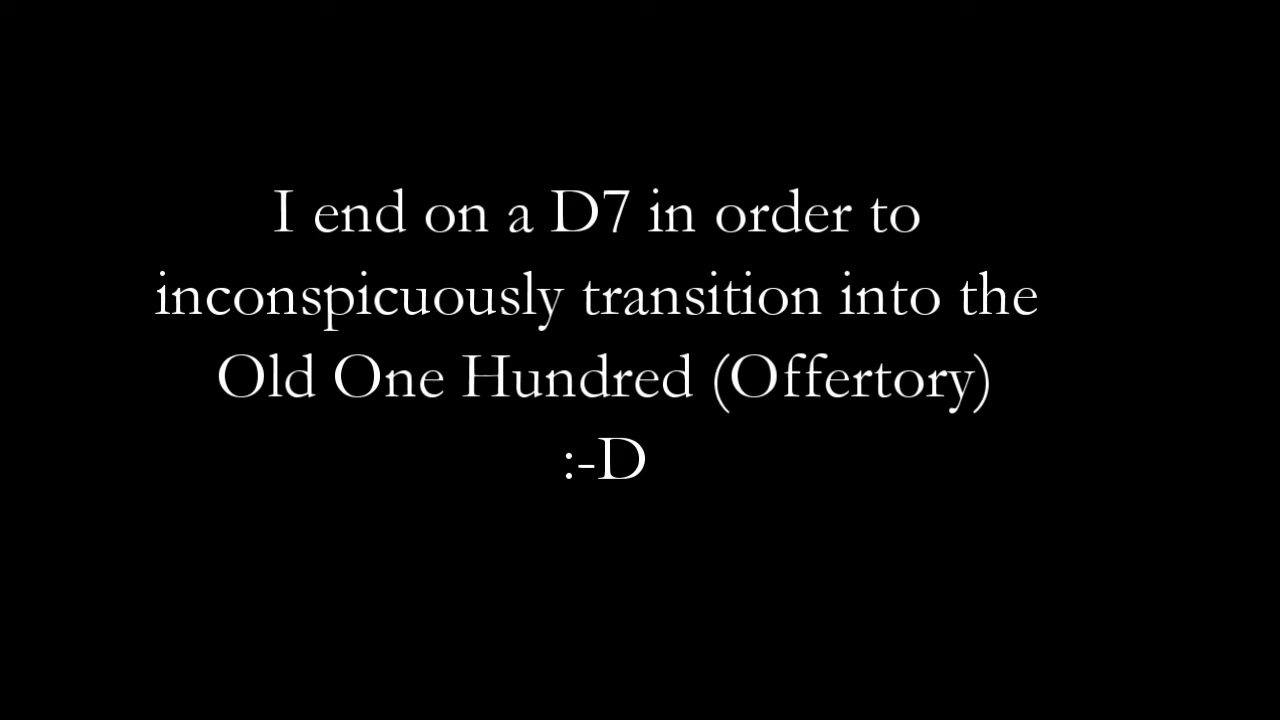 I end on a D7 in order to
inconspicuously transition into the
Old One Hundred (Offertory)
:-D